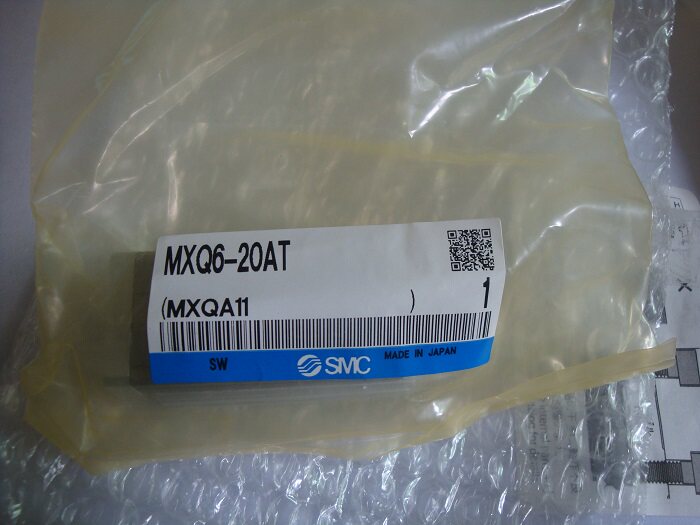 MXQ6-20AT
(MXQA11 ) 1
SW SMC MADE IN JAPAN